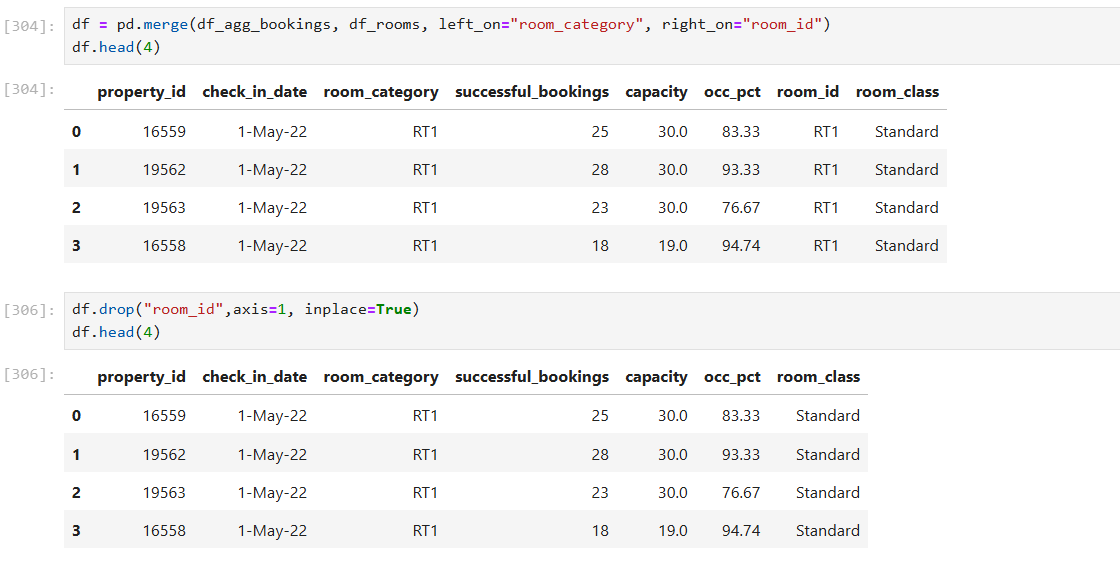 [304]: df = pd.merge(df_agg_bookings, df_rooms, left_on="room_category", right_on="room_id")
df.head(4)
[304]: property_id check_in_date room_category successful_bookings capacity occ_pct room_id room_class
0 16559 1-May-22 RT1 25 30.0 83.33 RT1 Standard
1 19562 1-May-22 RT1 28 30.0 93.33 RT1 Standard
2 19563 1-May-22 RT1 23 30.0 76.67 RT1 Standard
3 16558 1-May-22 RT1 18 19.0 94.74 RT1 Standard
[306]: df.drop("room_id",axis=1, inplace=True)
df.head(4)
[306]: property_id check_in_date room_category successful_bookings capacity occ_pct room_class
0 16559 1-May-22 RT1 25 30.0 83.33 Standard
1 19562 1-May-22 RT1 28 30.0 93.33 Standard
2 19563 1-May-22 RT1 23 30.0 76.67 Standard
3 16558 1-May-22 RT1 18 19.0 94.74 Standard